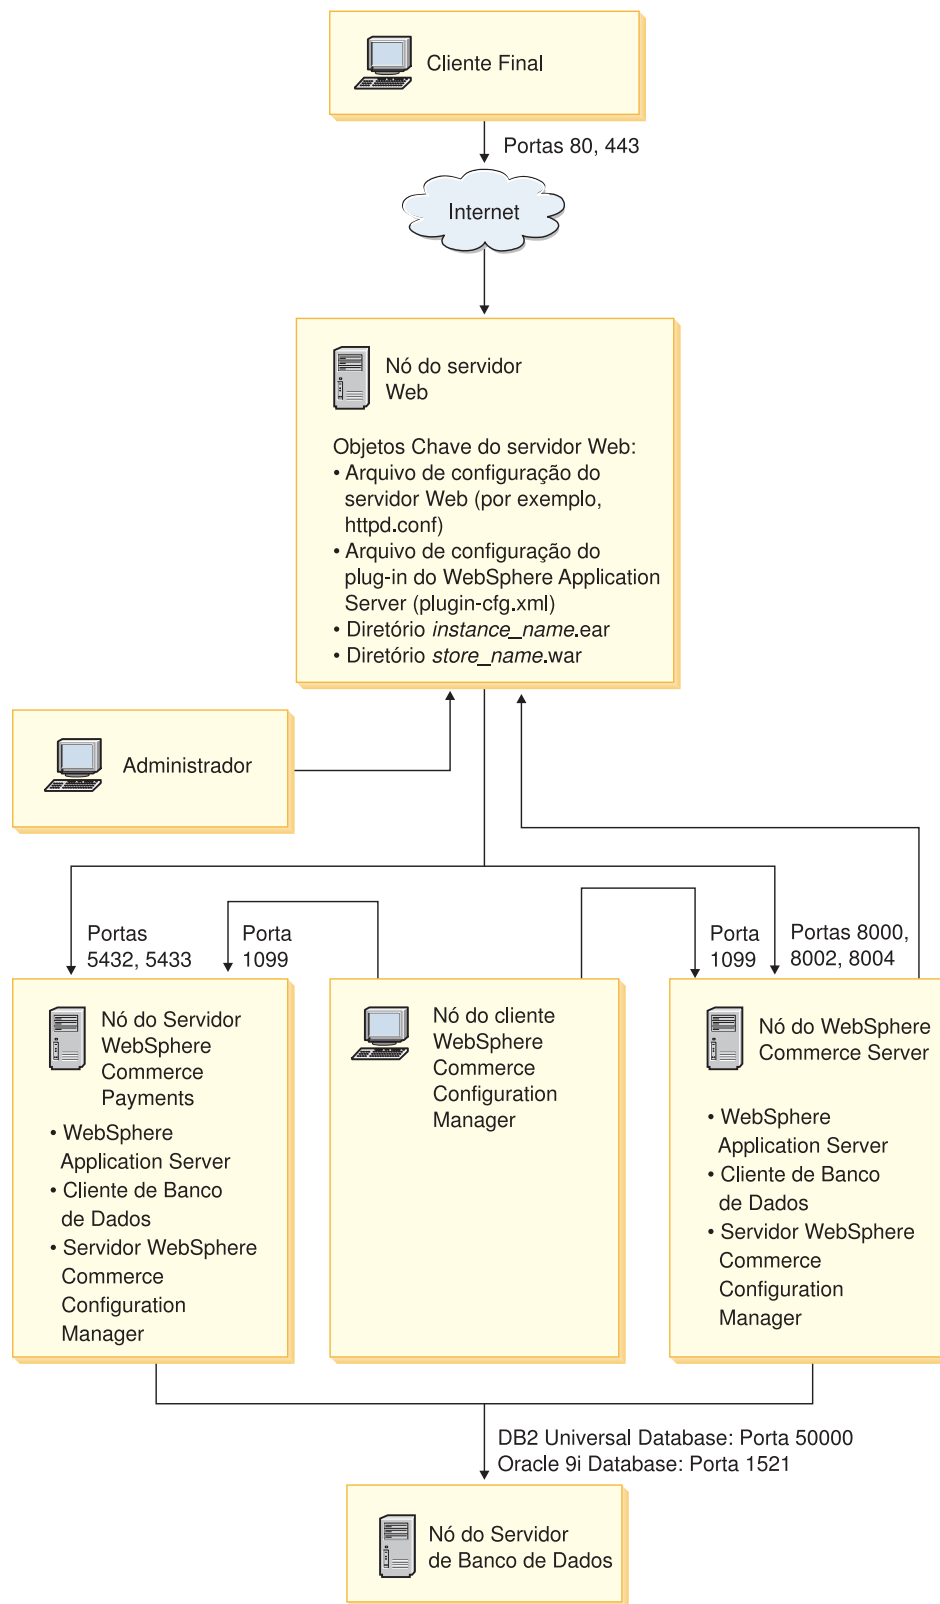 Cliente Final
Portas 80, 443
Internet
Nó do servidor
Web
Objetos Chave do servidor Web:
• Arquivo de configuração do
servidor Web (por exemplo,
httpd.conf)
• Arquivo de configuração do
plug-in do WebSphere Application
Server (plugin-cfg.xml)
• Diretório instance_name.ear
• Diretório store_name.war
Administrador
Portas
5432, 5433
Porta
1099
Porta
1099
Portas 8000,
8002, 8004
Nó do Servidor
WebSphere
Commerce
Payments
• WebSphere
Application Server
• Cliente de Banco
de Dados
• Servidor WebSphere
Commerce
Configuration
Manager
Nó do cliente
WebSphere
Commerce
Configuration
Manager
Nó do WebSphere
Commerce Server
• WebSphere
Application Server
• Cliente de Banco
de Dados
• Servidor WebSphere
Commerce
Configuration
Manager
DB2 Universal Database: Porta 50000
Oracle 9i Database: Porta 1521
Nó do Servidor
de Banco de Dados